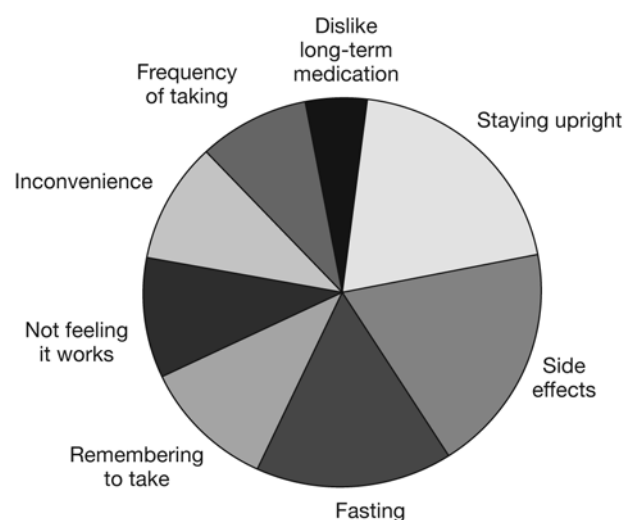 Dislike
long-term
medication
Staying upright
Side
effects
Fasting
Remembering
to take
Not feeling
it works
Inconvenience
Frequency
of taking